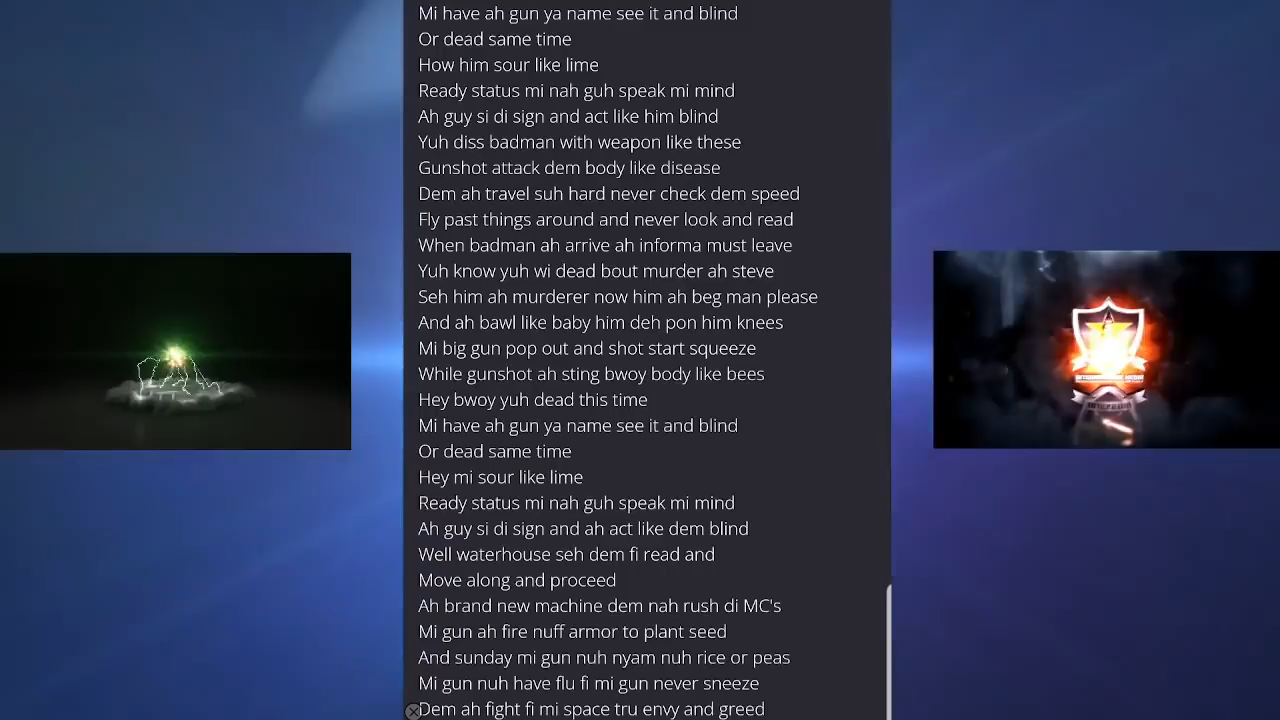 Mi have ah gun ya name see it and blind
Or dead same time
How him sour like lime
Ready status mi nah guh speak mi mind
Ah guy si di sign and act like him blind
Yuh diss badman with weapon like these
Gunshot attack dem body like disease
Dem ah travel suh hard never check dem speed
Fly past things around and never look and read
When badman ah arrive ah informa must leave
Yuh know yuh wi dead bout murder ah steve
Seh him ah murderer now him ah beg man please
And ah bawl like baby him deh pon him knees
Mi big gun pop out and shot start squeeze
While gunshot ah sting bwoy body like bees
Hey bwoy yuh dead this time
Mi have ah gun ya name see it and blind
Or dead same time
Hey mi sour like lime
Ready status mi nah guh speak mi mind
Ah guy si di sign and ah act like dem blind
Well waterhouse seh dem fi read and
Move along and proceed
Ah brand new machine dem nah rush di MC's
Mi gun ah fire nuff armor to plant seed
And sunday mi gun nuh nyam nuh rice or peas
Mi gun nuh have flu fi mi gun never sneeze
Dem ah fight fi mi space tru envy and greed